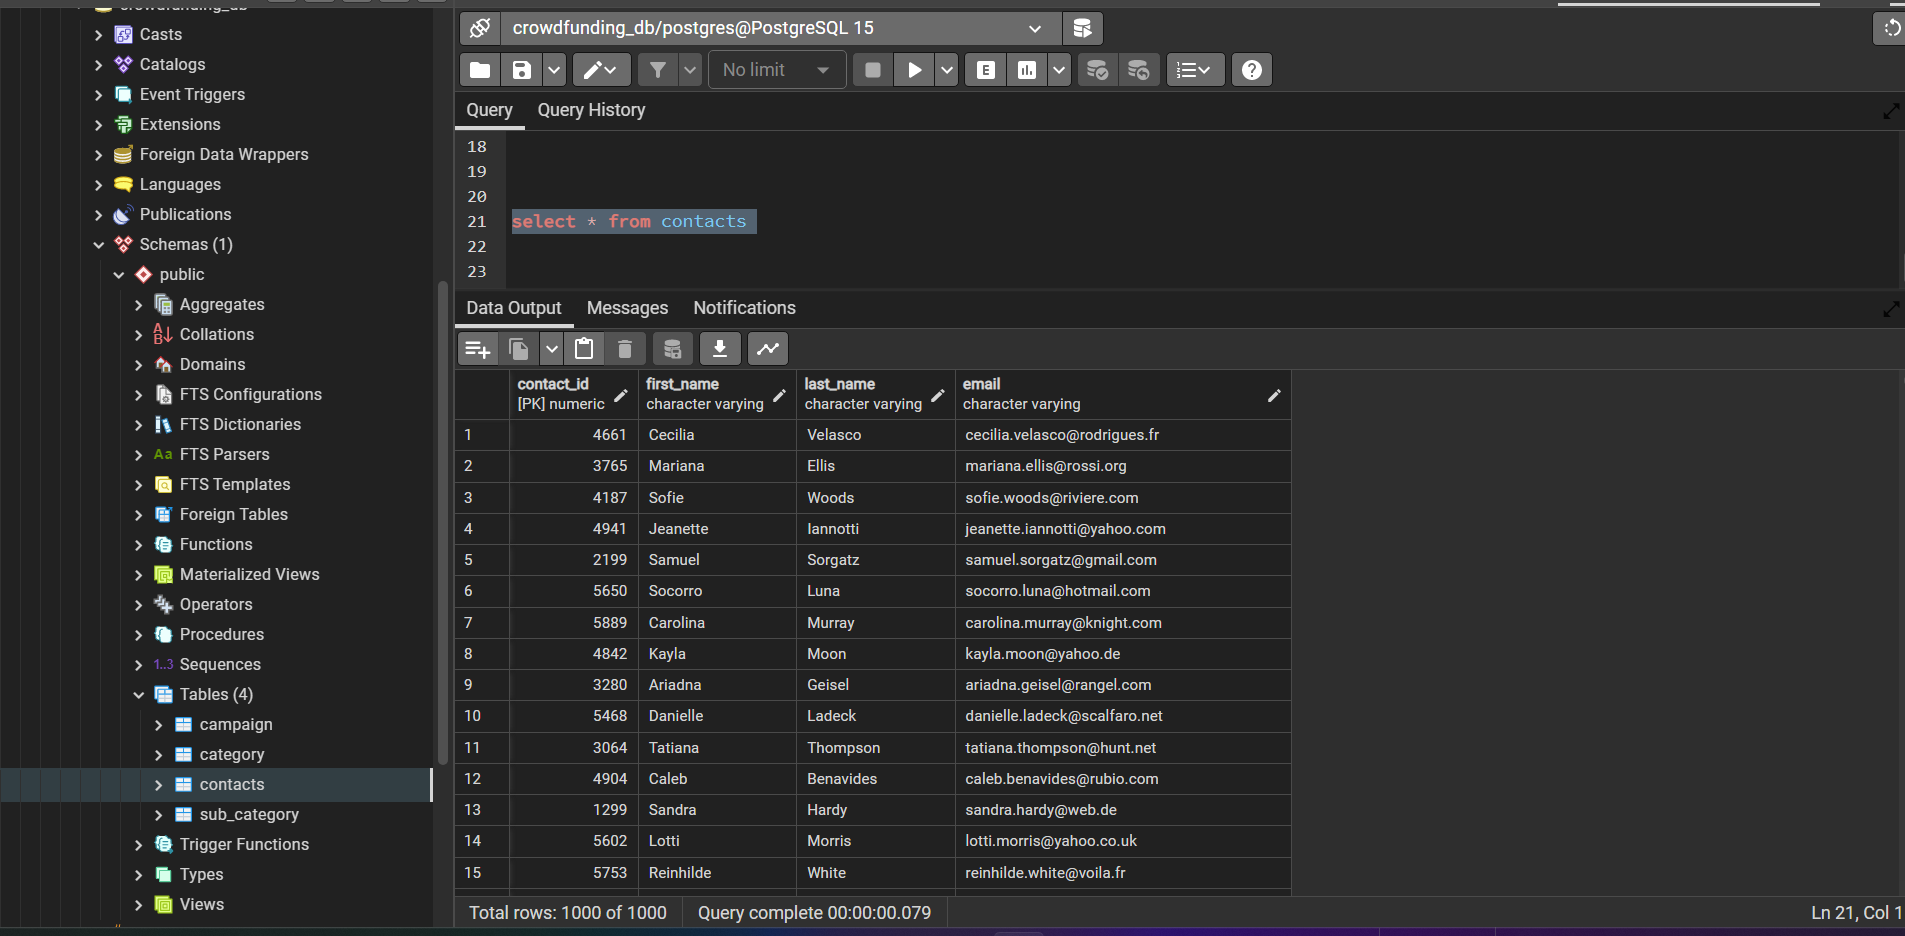 crowdfunding_db
Casts
Catalogs
Event Triggers
Extensions
Foreign Data Wrappers
Languages
Publications
Schemas (1)
public
Aggregates
Collations
Domains
FTS Configurations
FTS Dictionaries
Aa FTS Parsers
FTS Templates
Foreign Tables
Functions
Materialized Views
Operators
Procedures
1..3 Sequences
Tables (4)
campaign
category
contacts
sub_category
Trigger Functions
Types
Views
crowdfunding_db/postgres@PostgreSQL 15
No limit
E
Query Query History
18
19
20
21 select * from contacts
22
23
Data Output Messages Notifications
contact_id first_name last_name email
[PK] numeric character varying character varying character varying
1 4661 Cecilia Velasco cecilia.velasco@rodrigues.fr
2 3765 Mariana Ellis mariana.ellis@rossi.org
3 4187 Sofie Woods sofie.woods@riviere.com
4 4941 Jeanette Iannotti jeanette.iannotti@yahoo.com
5 2199 Samuel Sorgatz samuel.sorgatz@gmail.com
6 5650 Socorro Luna socorro.luna@hotmail.com
7 5889 Carolina Murray carolina.murray@knight.com
8 4842 Kayla Moon kayla.moon@yahoo.de
9 3280 Ariadna Geisel ariadna.geisel@rangel.com
10 5468 Danielle Ladeck danielle.ladeck@scalfaro.net
11 3064 Tatiana Thompson tatiana.thompson@hunt.net
12 4904 Caleb Benavides caleb.benavides@rubio.com
13 1299 Sandra Hardy sandra.hardy@web.de
14 5602 Lotti Morris lotti.morris@yahoo.co.uk
15 5753 Reinhilde White reinhilde.white@voila.fr
Total rows: 1000 of 1000 Query complete 00:00:00.079 Ln 21, Col 1